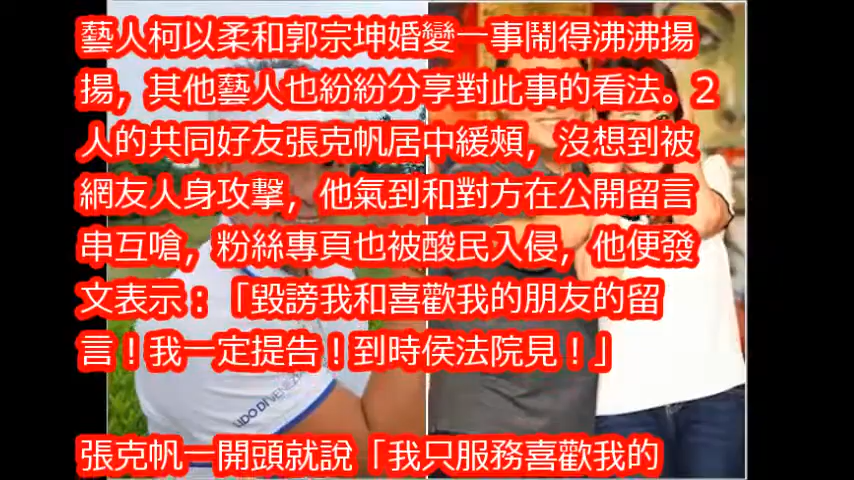 藝人柯以柔和郭宗坤婚變一事鬧得沸沸揚
揚，其他藝人也紛紛分享對此事的看法。2
人的共同好友張克帆居中緩頰，沒想到被
網友人身攻擊，他氣到和對方在公開留言
串互嗆，粉絲專頁也被酸民入侵，他便發
文表示：「毀謗我和喜歡我的朋友的留
言！我一定提告！到時侯法院見！」
張克帆一開頭就說「我只服務喜歡我的
LIDO DI VENEZIA